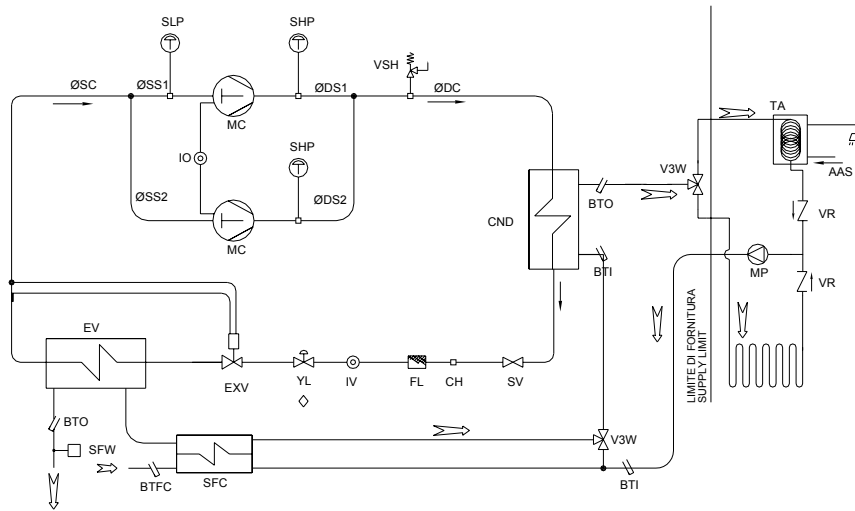 SLP
SHP
VSH
ØSC
ØSS1
ØDS1
ØDC
MC
TA
IO
SHP
V3W
AAS
ØSS2
ØDS2
MC
CND
BTO
VR
BTI
MP
VR
EV
EXV
YL
IV
FL
CH
SV
LIMITE DI FORNITURA
SUPPLY LIMIT
BTO
SFW
V3W
BTFC
SFC
BTI